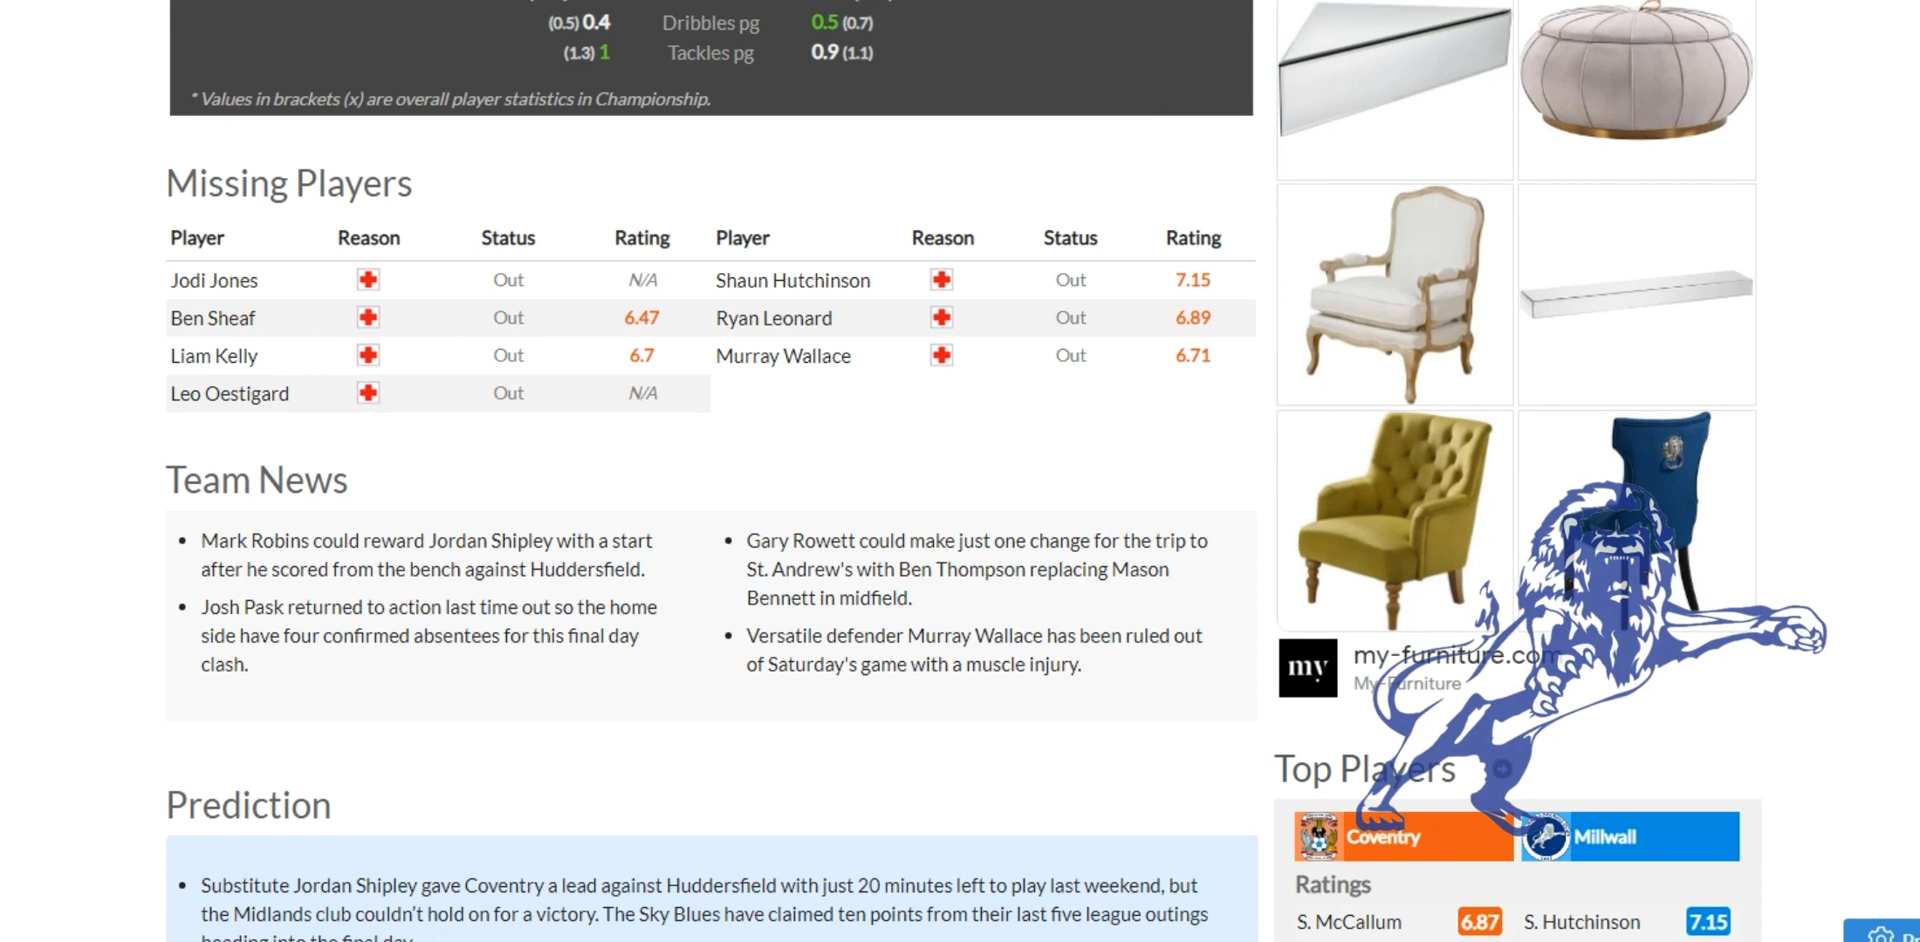 (0.5) 0.4 Dribbles pg 0.5 (0.7)
(1.3) 1 Tackles pg 0.9 (1.1)
* Values in brackets (x) are overall player statistics in Championship.
Missing Players
Player Reason Status Rating Player Reason Status Rating
Jodi Jones Out N/A Shaun Hutchinson Out 7.15
Ben Sheaf Out 6.47 Ryan Leonard Out 6.89
Liam Kelly Out 6.7 Murray Wallace Out 6.71
Leo Oestigard Out N/A
Team News
• Mark Robins could reward Jordan Shipley with a start
after he scored from the bench against Huddersfield.
• Josh Pask returned to action last time out so the home
side have four confirmed absentees for this final day
clash.
• Gary Rowett could make just one change for the trip to
St. Andrew's with Ben Thompson replacing Mason
Bennett in midfield.
• Versatile defender Murray Wallace has been ruled out
of Saturday's game with a muscle injury.
Prediction
• Substitute Jordan Shipley gave Coventry a lead against Huddersfield with just 20 minutes left to play last weekend, but
the Midlands club couldn't hold on for a victory. The Sky Blues have claimed ten points from their last five league outings
heading into the final day.
my
my-furniture.com
My-Furniture
Top Players
Coventry Millwall
Ratings
S. McCallum 6.87 S. Hutchinson 7.15